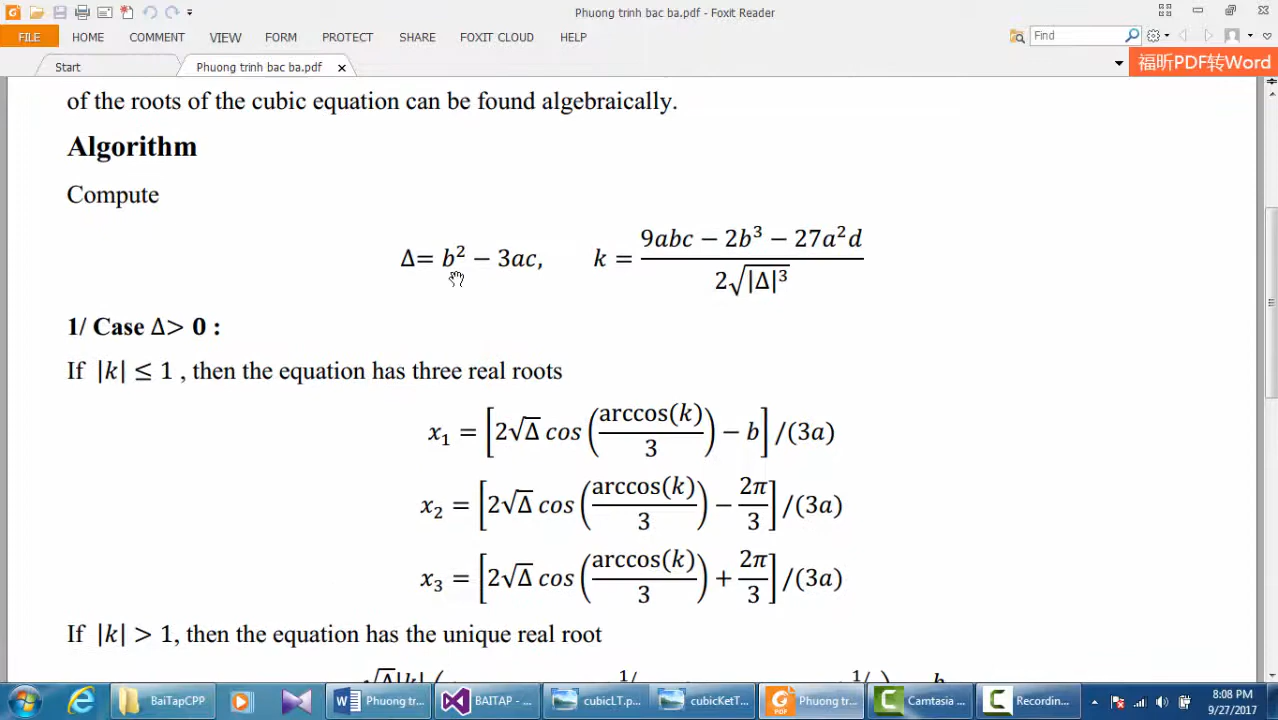 Phuong trinh bac ba.pdf - Foxit Reader
FILE HOME COMMENT VIEW FORM PROTECT SHARE FOXIT CLOUD HELP Find
Start Phuong trinh bac ba.pdf × 福昕PDF转Word
of the roots of the cubic equation can be found algebraically.
Algorithm
Compute
Δ= b² − 3ac, k = (9abc − 2b³ − 27a²d) / (2√|Δ|³)
1/ Case Δ> 0 :
If |k| ≤ 1 , then the equation has three real roots
x₁ = [2√Δ cos (arccos(k)/3) − b] /(3a)
x₂ = [2√Δ cos (arccos(k)/3) − 2π/3] /(3a)
x₃ = [2√Δ cos (arccos(k)/3) + 2π/3] /(3a)
If |k| > 1, then the equation has the unique real root
BaiTapCPP Phuong tri... BAITAP - ... cubicLT.p... cubicKetT... Phuong tri... Camtasia ... Recordin... 8:08 PM
9/27/2017